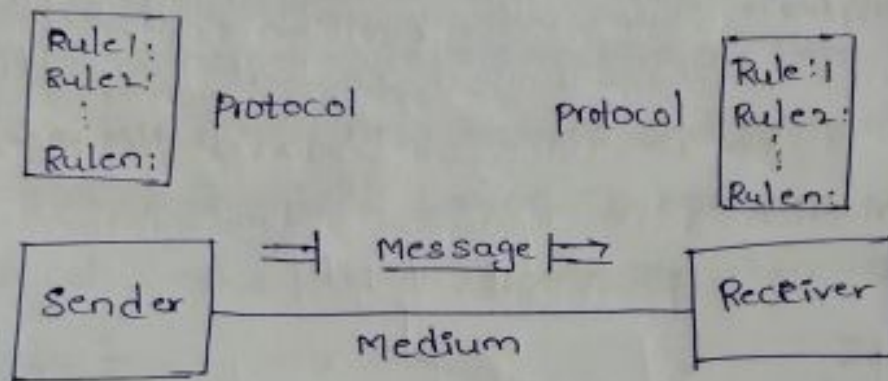 Rule1:
Rule2:
⋮
Rulen:
Protocol
Protocol
Rule:1
Rule2:
⋮
Rulen:
Message
Sender
Receiver
Medium